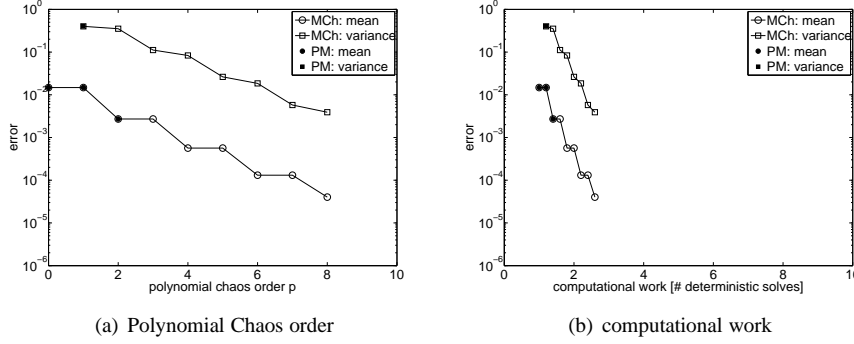 10^0
10^-1
10^-2
10^-3
10^-4
10^-5
10^-6
error
0 2 4 6 8 10
polynomial chaos order p
MCh: mean
MCh: variance
PM: mean
PM: variance
(a) Polynomial Chaos order
10^0
10^-1
10^-2
10^-3
10^-4
10^-5
10^-6
error
0 2 4 6 8 10
computational work [# deterministic solves]
MCh: mean
MCh: variance
PM: mean
PM: variance
(b) computational work